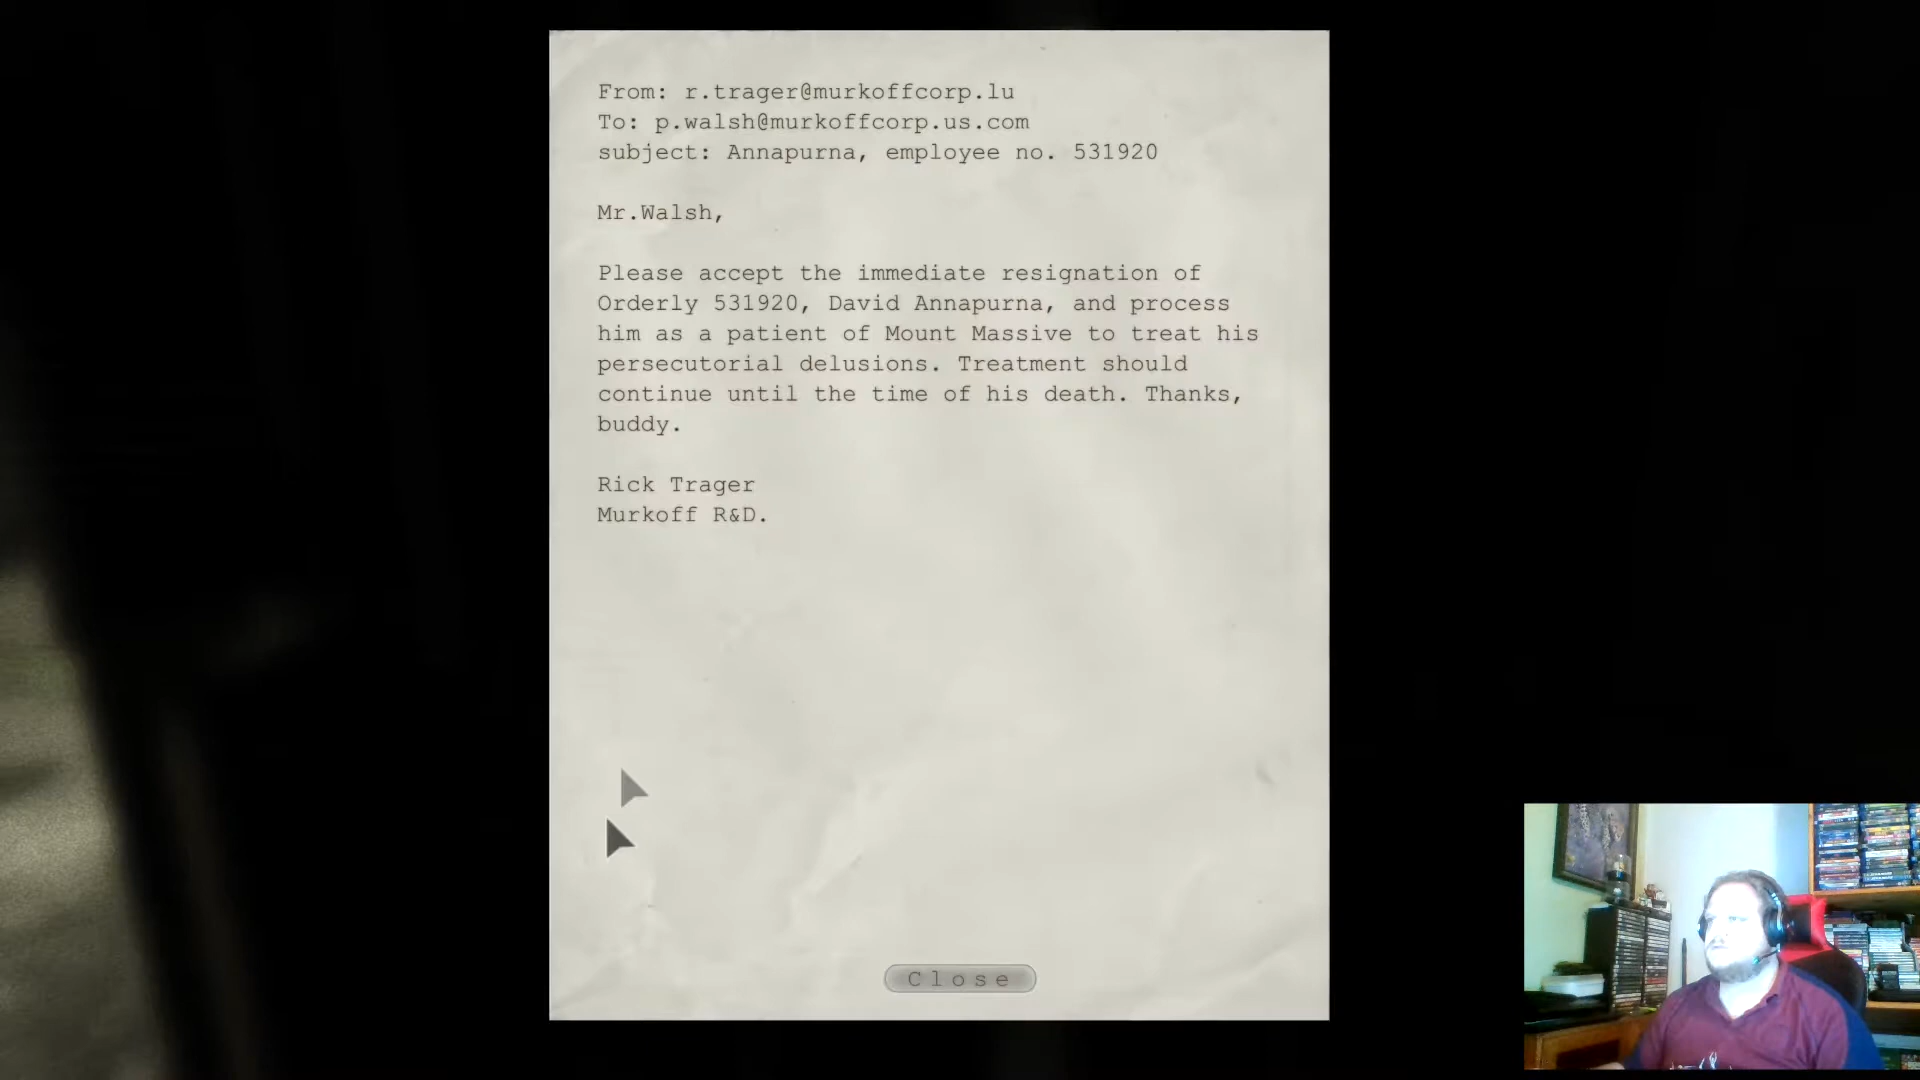 From: r.trager@murkoffcorp.lu
To: p.walsh@murkoffcorp.us.com
subject: Annapurna, employee no. 531920
Mr.Walsh,
Please accept the immediate resignation of
Orderly 531920, David Annapurna, and process
him as a patient of Mount Massive to treat his
persecutorial delusions. Treatment should
continue until the time of his death. Thanks,
buddy.
Rick Trager
Murkoff R&D.
Close